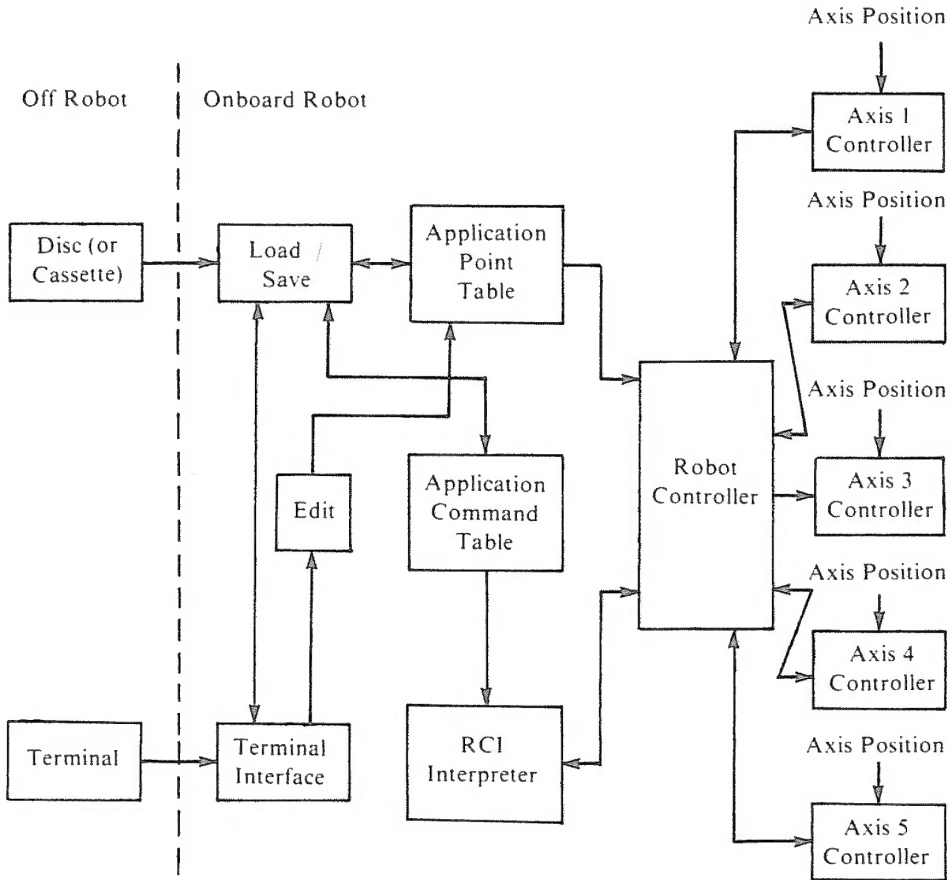 Off Robot
Onboard Robot
Disc (or
Cassette)
Load /
Save
Application
Point
Table
Edit
Application
Command
Table
Terminal
Terminal
Interface
RCI
Interpreter
Robot
Controller
Axis Position
Axis 1
Controller
Axis Position
Axis 2
Controller
Axis Position
Axis 3
Controller
Axis Position
Axis 4
Controller
Axis Position
Axis 5
Controller